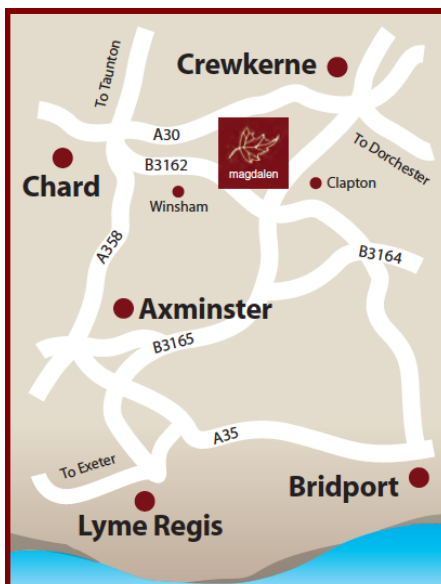 To Taunton
Crewkerne
A30
To Dorchester
B3162
magdalen
Chard
Winsham
Clapton
A358
B3164
Axminster
B3165
A35
To Exeter
Bridport
Lyme Regis